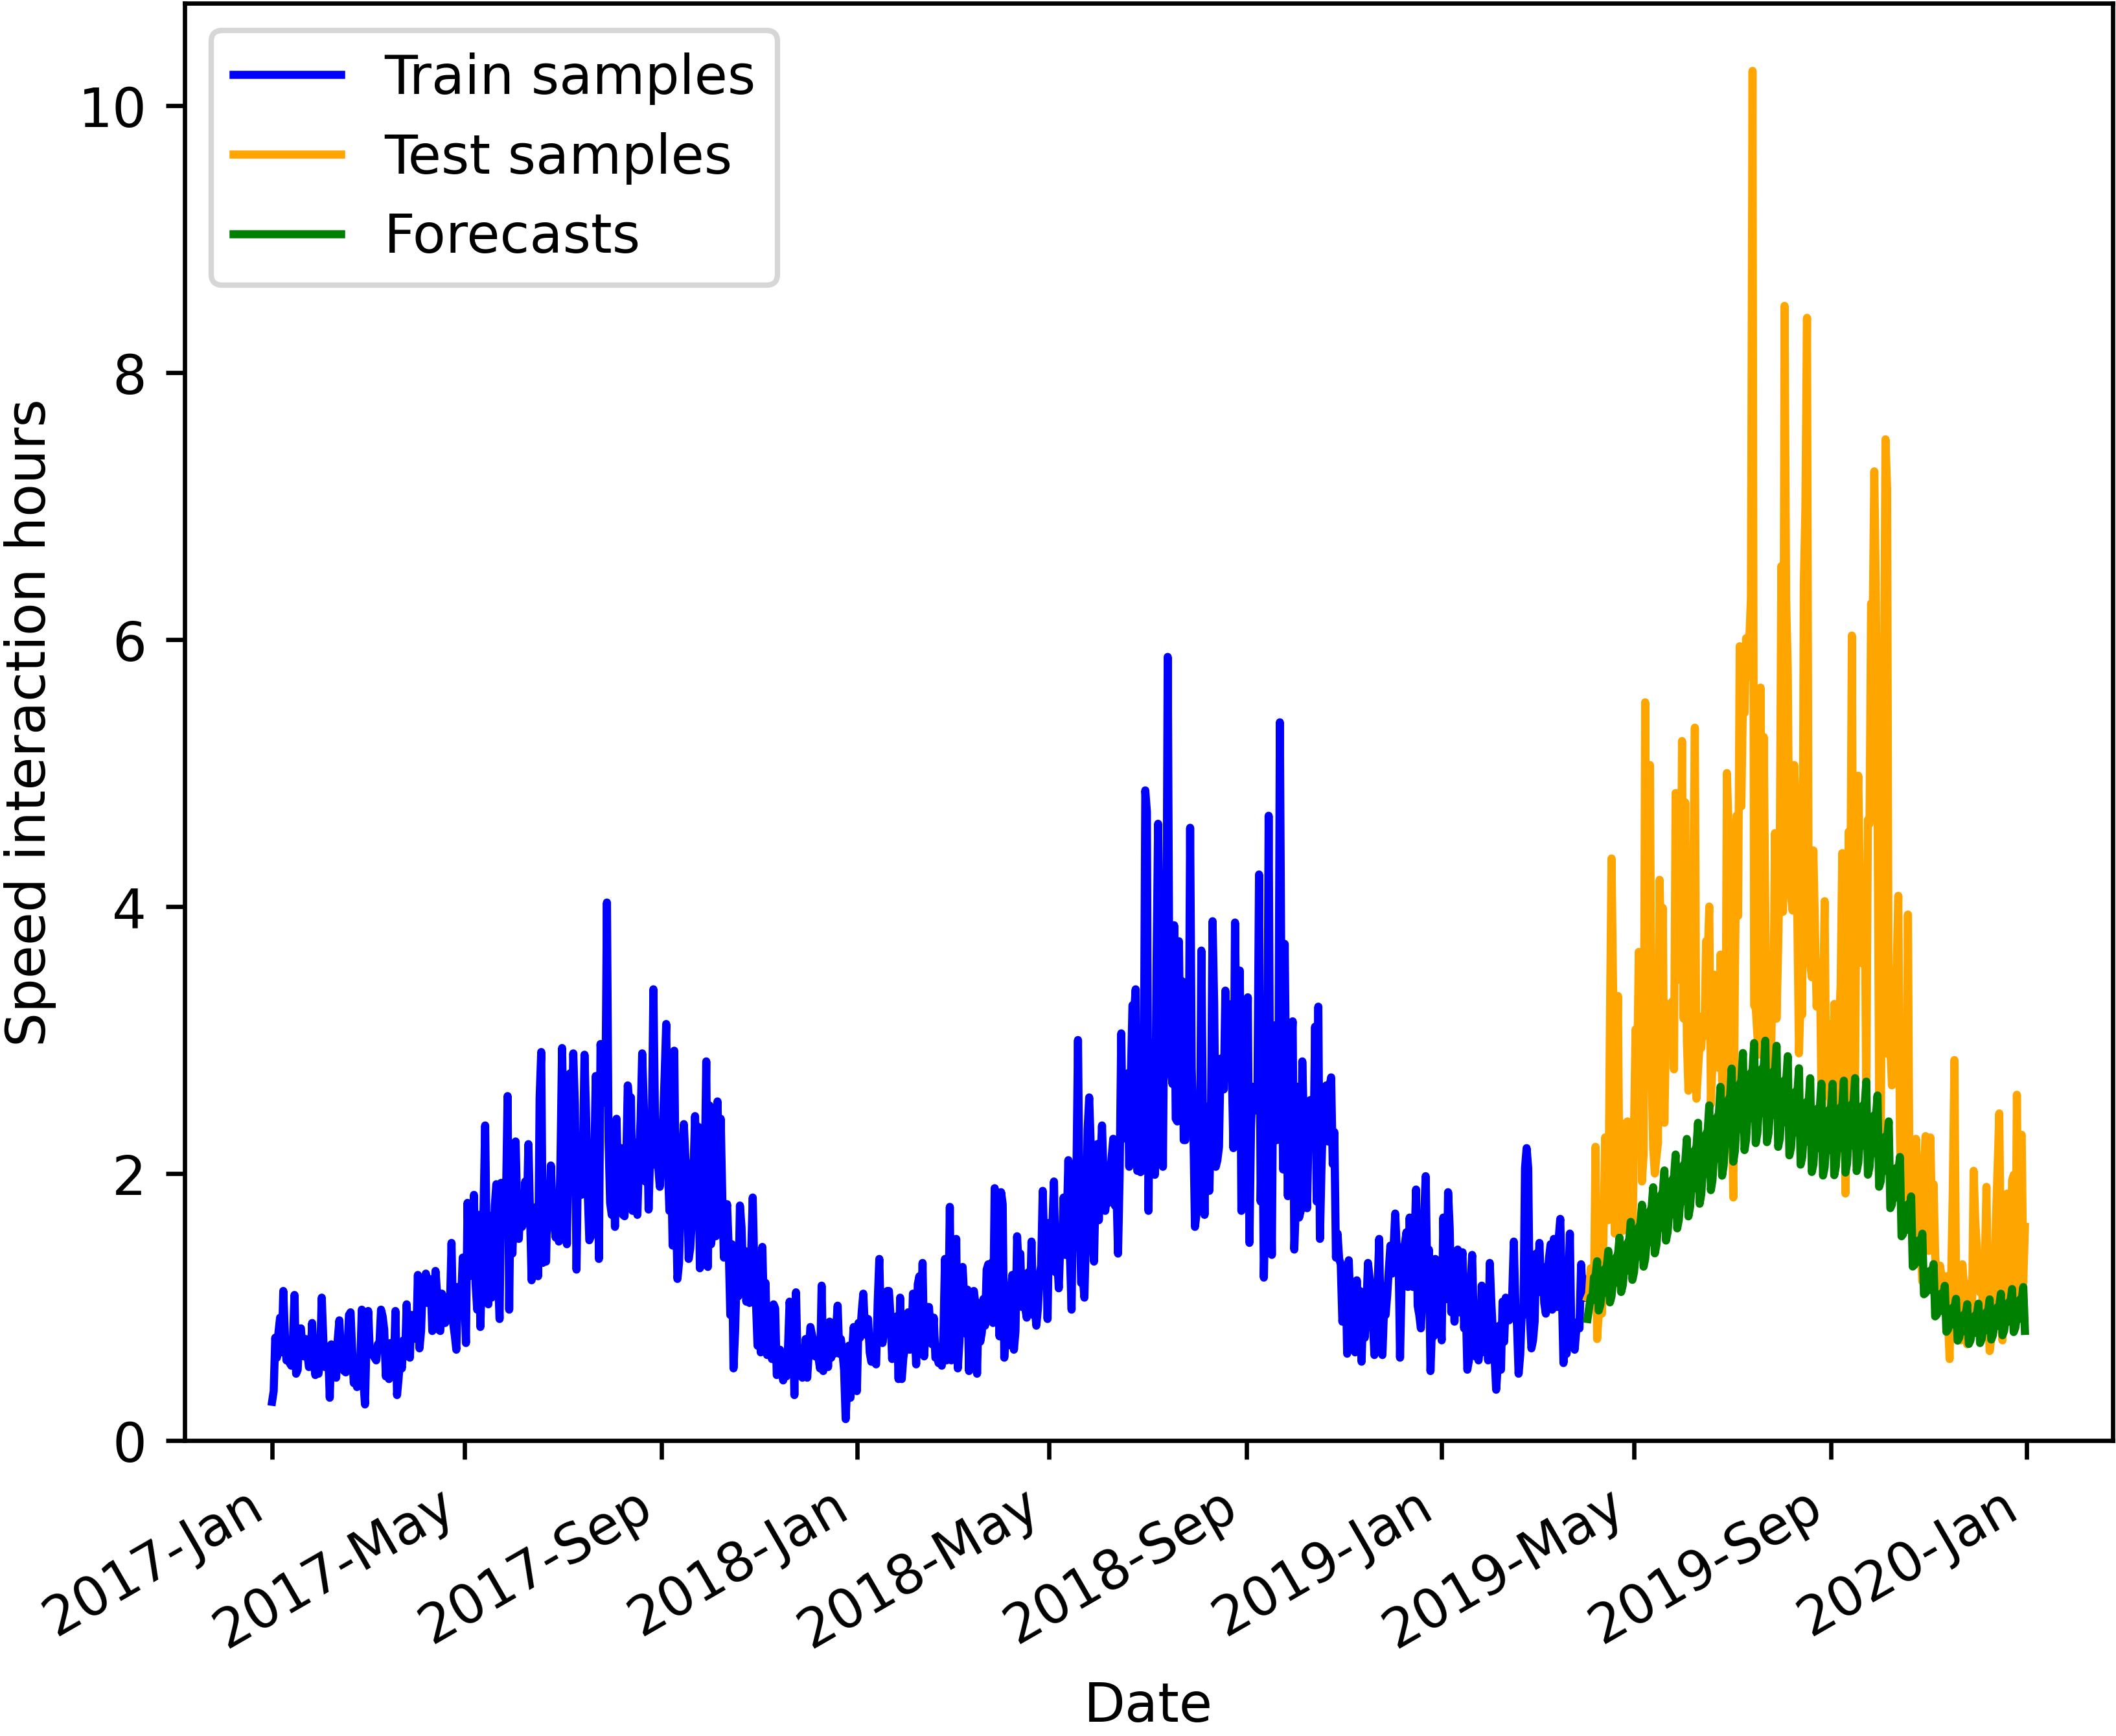 Train samples
Test samples
Forecasts
10
8
6
4
2
0
Speed interaction hours
2017-Jan
2017-May
2017-Sep
2018-Jan
2018-May
2018-Sep
2019-Jan
2019-May
2019-Sep
2020-Jan
Date